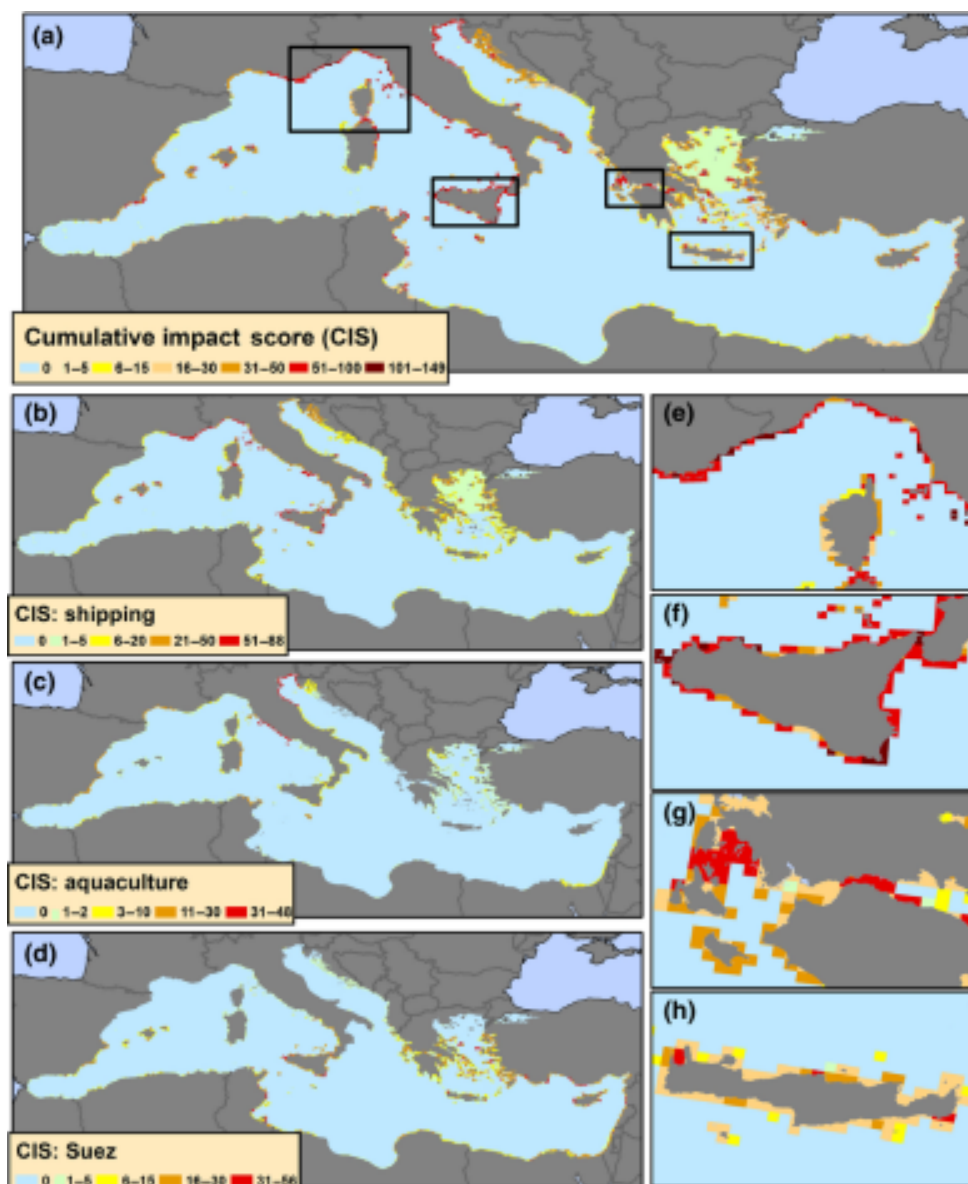 (a)
Cumulative impact score (CIS)
0 1–5 6–15 16–30 31–50 51–100 101–149
(b)
CIS: shipping
0 1–5 6–20 21–50 51–88
(c)
CIS: aquaculture
0 1–2 3–10 11–30 31–48
(d)
CIS: Suez
0 1–5 6–15 16–30 31–56
(e)
(f)
(g)
(h)